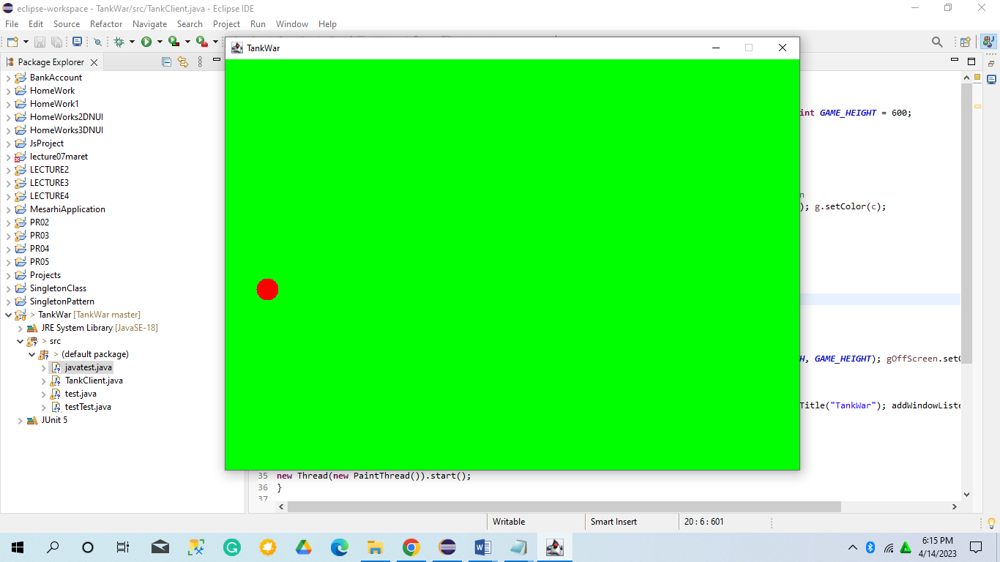 eclipse-workspace - TankWar/src/TankClient.java - Eclipse IDE
File Edit Source Refactor Navigate Search Project Run Window Help
TankWar
Package Explorer
BankAccount
HomeWork
HomeWork1
HomeWorks2DNUI
HomeWorks3DNUI
JsProject
lecture07maret
LECTURE2
LECTURE3
LECTURE4
MesarhiApplication
PR02
PR03
PR04
PR05
Projects
SingletonClass
SingletonPattern
> TankWar [TankWar master]
JRE System Library [JavaSE-18]
> src
> (default package)
javatest.java
TankClient.java
test.java
testTest.java
JUnit 5
int GAME_HEIGHT = 600;
n
); g.setColor(c);
H, GAME_HEIGHT); gOffScreen.set
Title("TankWar"); addWindowListe
35 new Thread(new PaintThread()).start();
36 }
37
Writable
Smart Insert
20 : 6 : 601
6:15 PM
4/14/2023